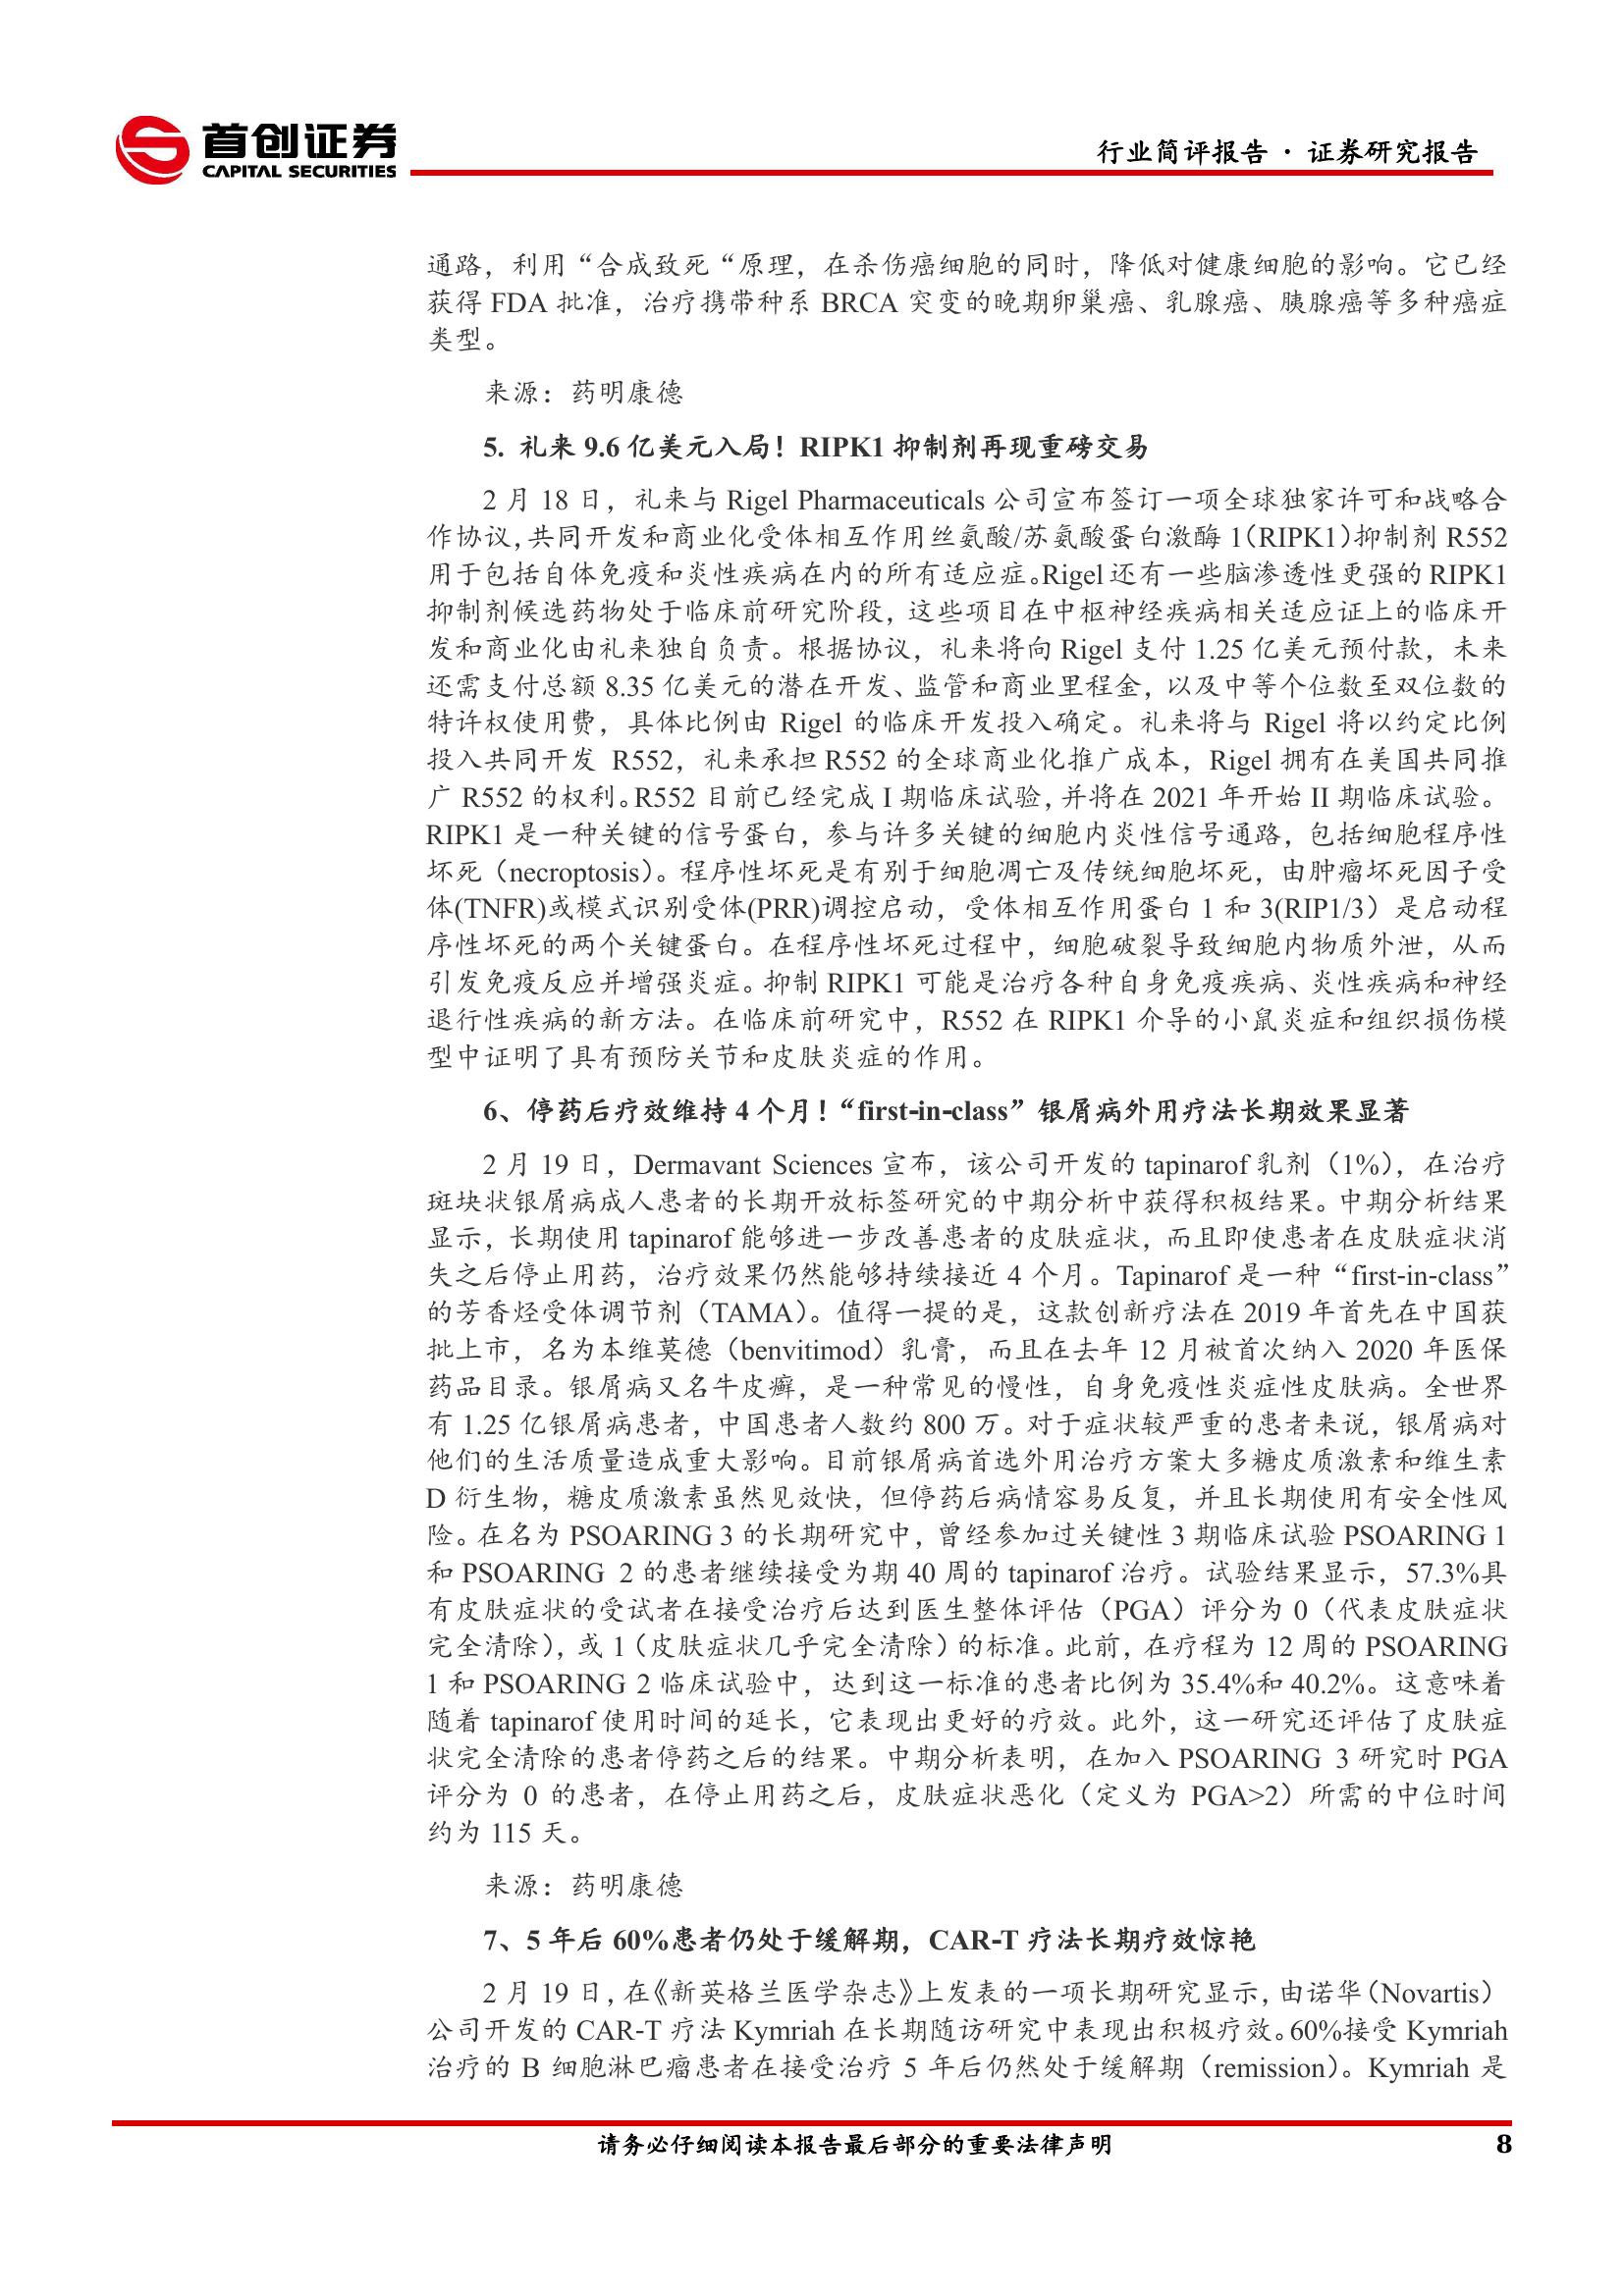 首创证券
CAPITAL SECURITIES
行业简评报告 · 证券研究报告
通路，利用“合成致死“原理，在杀伤癌细胞的同时，降低对健康细胞的影响。它已经
获得 FDA 批准，治疗携带种系 BRCA 突变的晚期卵巢癌、乳腺癌、胰腺癌等多种癌症
类型。
来源：药明康德
5. 礼来 9.6 亿美元入局！RIPK1 抑制剂再现重磅交易
2 月 18 日，礼来与 Rigel Pharmaceuticals 公司宣布签订一项全球独家许可和战略合
作协议，共同开发和商业化受体相互作用丝氨酸/苏氨酸蛋白激酶 1（RIPK1）抑制剂 R552
用于包括自体免疫和炎性疾病在内的所有适应症。Rigel 还有一些脑渗透性更强的 RIPK1
抑制剂候选药物处于临床前研究阶段，这些项目在中枢神经疾病相关适应证上的临床开
发和商业化由礼来独自负责。根据协议，礼来将向 Rigel 支付 1.25 亿美元预付款，未来
还需支付总额 8.35 亿美元的潜在开发、监管和商业里程金，以及中等个位数至双位数的
特许权使用费，具体比例由 Rigel 的临床开发投入确定。礼来将与 Rigel 将以约定比例
投入共同开发 R552，礼来承担 R552 的全球商业化推广成本，Rigel 拥有在美国共同推
广 R552 的权利。R552 目前已经完成 I 期临床试验，并将在 2021 年开始 II 期临床试验。
RIPK1 是一种关键的信号蛋白，参与许多关键的细胞内炎性信号通路，包括细胞程序性
坏死（necroptosis）。程序性坏死是有别于细胞凋亡及传统细胞坏死，由肿瘤坏死因子受
体(TNFR)或模式识别受体(PRR)调控启动，受体相互作用蛋白 1 和 3(RIP1/3）是启动程
序性坏死的两个关键蛋白。在程序性坏死过程中，细胞破裂导致细胞内物质外泄，从而
引发免疫反应并增强炎症。抑制 RIPK1 可能是治疗各种自身免疫疾病、炎性疾病和神经
退行性疾病的新方法。在临床前研究中，R552 在 RIPK1 介导的小鼠炎症和组织损伤模
型中证明了具有预防关节和皮肤炎症的作用。
6、停药后疗效维持 4 个月！“first-in-class”银屑病外用疗法长期效果显著
2 月 19 日，Dermavant Sciences 宣布，该公司开发的 tapinarof 乳剂（1%），在治疗
斑块状银屑病成人患者的长期开放标签研究的中期分析中获得积极结果。中期分析结果
显示，长期使用 tapinarof 能够进一步改善患者的皮肤症状，而且即使患者在皮肤症状消
失之后停止用药，治疗效果仍然能够持续接近 4 个月。Tapinarof 是一种“first-in-class”
的芳香烃受体调节剂（TAMA）。值得一提的是，这款创新疗法在 2019 年首先在中国获
批上市，名为本维莫德（benvitimod）乳膏，而且在去年 12 月被首次纳入 2020 年医保
药品目录。银屑病又名牛皮癣，是一种常见的慢性，自身免疫性炎症性皮肤病。全世界
有 1.25 亿银屑病患者，中国患者人数约 800 万。对于症状较严重的患者来说，银屑病对
他们的生活质量造成重大影响。目前银屑病首选外用治疗方案大多糖皮质激素和维生素
D 衍生物，糖皮质激素虽然见效快，但停药后病情容易反复，并且长期使用有安全性风
险。在名为 PSOARING 3 的长期研究中，曾经参加过关键性 3 期临床试验 PSOARING 1
和 PSOARING 2 的患者继续接受为期 40 周的 tapinarof 治疗。试验结果显示，57.3%具
有皮肤症状的受试者在接受治疗后达到医生整体评估（PGA）评分为 0（代表皮肤症状
完全清除），或 1（皮肤症状几乎完全清除）的标准。此前，在疗程为 12 周的 PSOARING
1 和 PSOARING 2 临床试验中，达到这一标准的患者比例为 35.4%和 40.2%。这意味着
随着 tapinarof 使用时间的延长，它表现出更好的疗效。此外，这一研究还评估了皮肤症
状完全清除的患者停药之后的结果。中期分析表明，在加入 PSOARING 3 研究时 PGA
评分为 0 的患者，在停止用药之后，皮肤症状恶化（定义为 PGA>2）所需的中位时间
约为 115 天。
来源：药明康德
7、5 年后 60%患者仍处于缓解期，CAR-T 疗法长期疗效惊艳
2 月 19 日，在《新英格兰医学杂志》上发表的一项长期研究显示，由诺华（Novartis）
公司开发的 CAR-T 疗法 Kymriah 在长期随访研究中表现出积极疗效。60%接受 Kymriah
治疗的 B 细胞淋巴瘤患者在接受治疗 5 年后仍然处于缓解期（remission）。Kymriah 是
请务必仔细阅读本报告最后部分的重要法律声明
8